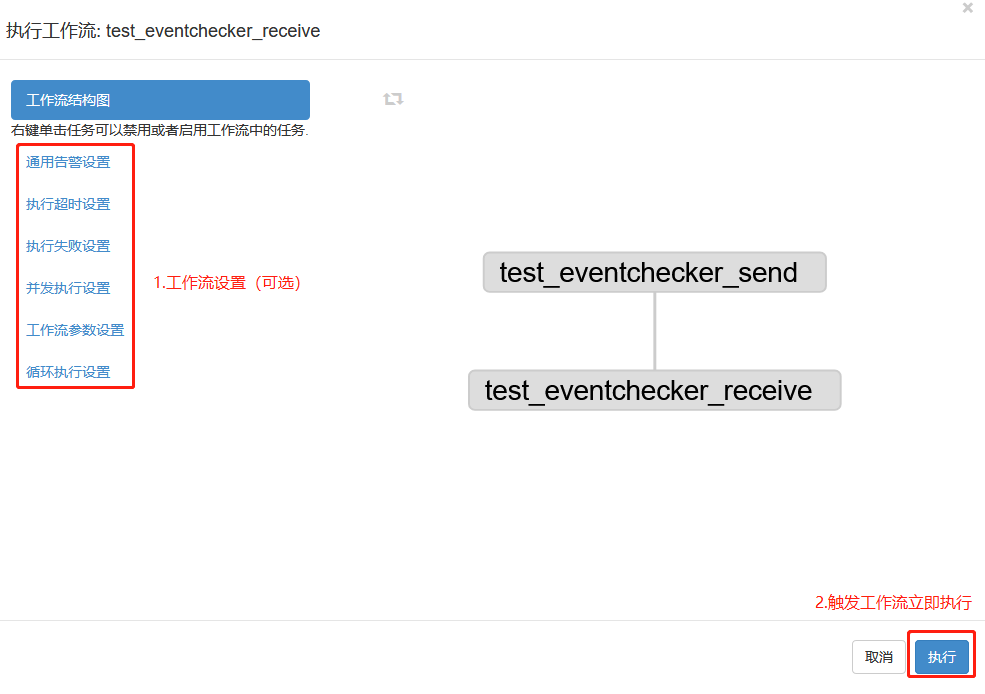 执行工作流: test_eventchecker_receive
×
工作流结构图
右键单击任务可以禁用或者启用工作流中的任务.
通用告警设置
执行超时设置
执行失败设置
并发执行设置
工作流参数设置
循环执行设置
1.工作流设置（可选）
test_eventchecker_send
test_eventchecker_receive
2.触发工作流立即执行
取消
执行